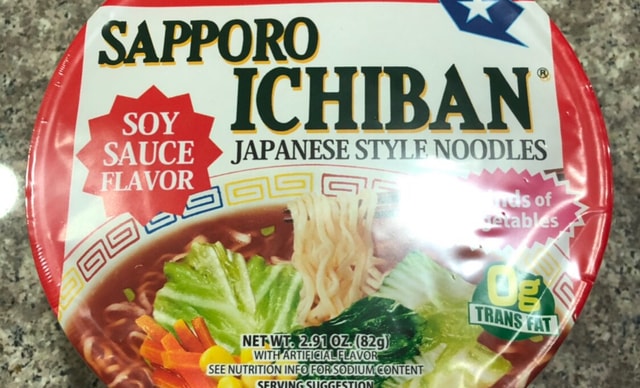 SAPPORO
ICHIBAN®
SOY
SAUCE
FLAVOR
JAPANESE STYLE NOODLES
of
0g
TRANS FAT
NET WT. 2.91 OZ. (82g)
WITH ARTIFICIAL FLAVOR
SEE NUTRITION INFO FOR SODIUM CONTENT
SERVING SUGGESTION